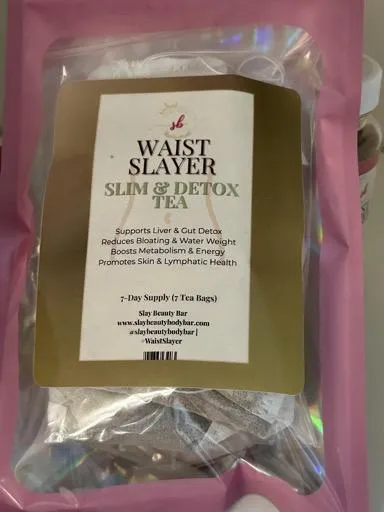 sb
WAIST
SLAYER
SLIM & DETOX
TEA
Supports Liver & Gut Detox
Reduces Bloating & Water Weight
Boosts Metabolism & Energy
Promotes Skin & Lymphatic Health
7-Day Supply (7 Tea Bags)
Slay Beauty Bar
www.slaybeautybodybar.com
@slaybeautybodybar |
#WaistSlayer